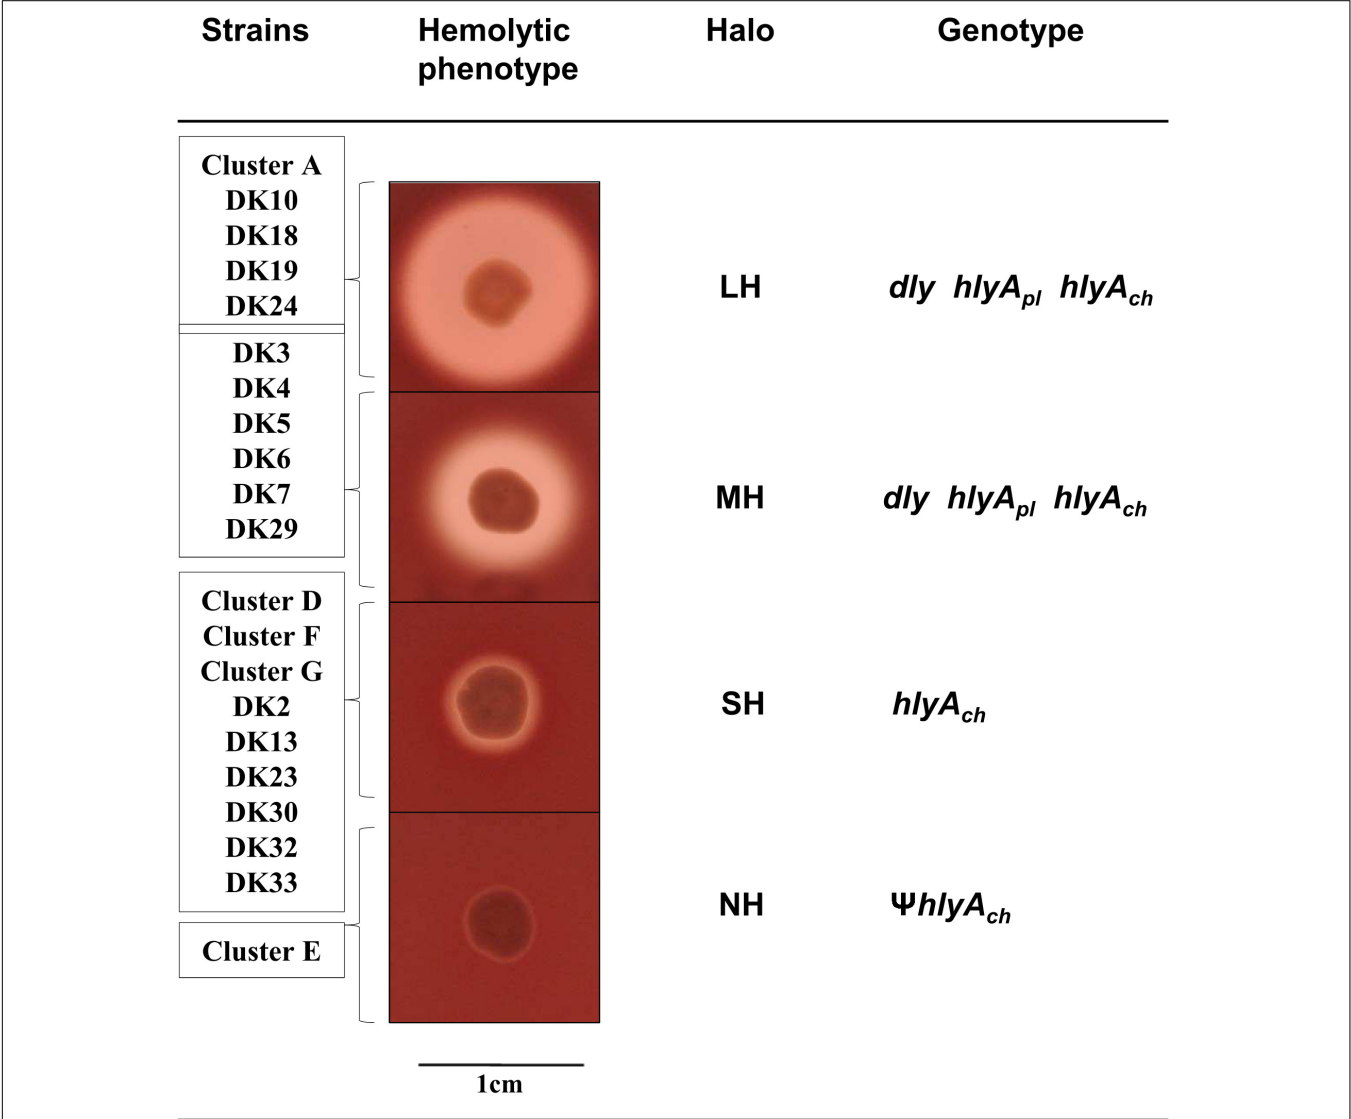 Strains Hemolytic phenotype Halo Genotype
Cluster A
DK10
DK18
DK19
DK24
LH dly hlyApl hlyAch
DK3
DK4
DK5
DK6
DK7
DK29
MH dly hlyApl hlyAch
Cluster D
Cluster F
Cluster G
DK2
DK13
DK23
DK30
DK32
DK33
SH hlyAch
Cluster E
NH ΨhlyAch
1cm